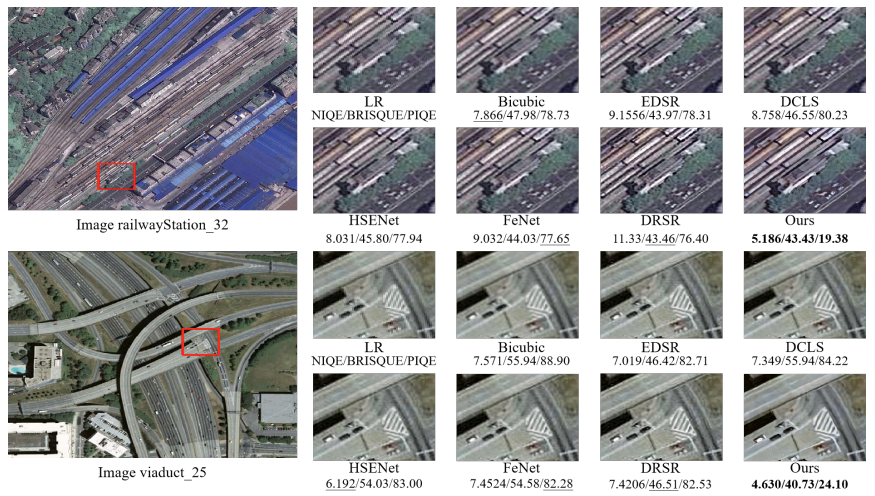 LR Bicubic EDSR DCLS
NIQE/BRISQUE/PIQE 7.866/47.98/78.73 9.1556/43.97/78.31 8.758/46.55/80.23
Image railwayStation_32
HSENet FeNet DRSR Ours
8.031/45.80/77.94 9.032/44.03/77.65 11.33/43.46/76.40 5.186/43.43/19.38
LR Bicubic EDSR DCLS
NIQE/BRISQUE/PIQE 7.571/55.94/88.90 7.019/46.42/82.71 7.349/55.94/84.22
Image viaduct_25
HSENet FeNet DRSR Ours
6.192/54.03/83.00 7.4524/54.58/82.28 7.4206/46.51/82.53 4.630/40.73/24.10